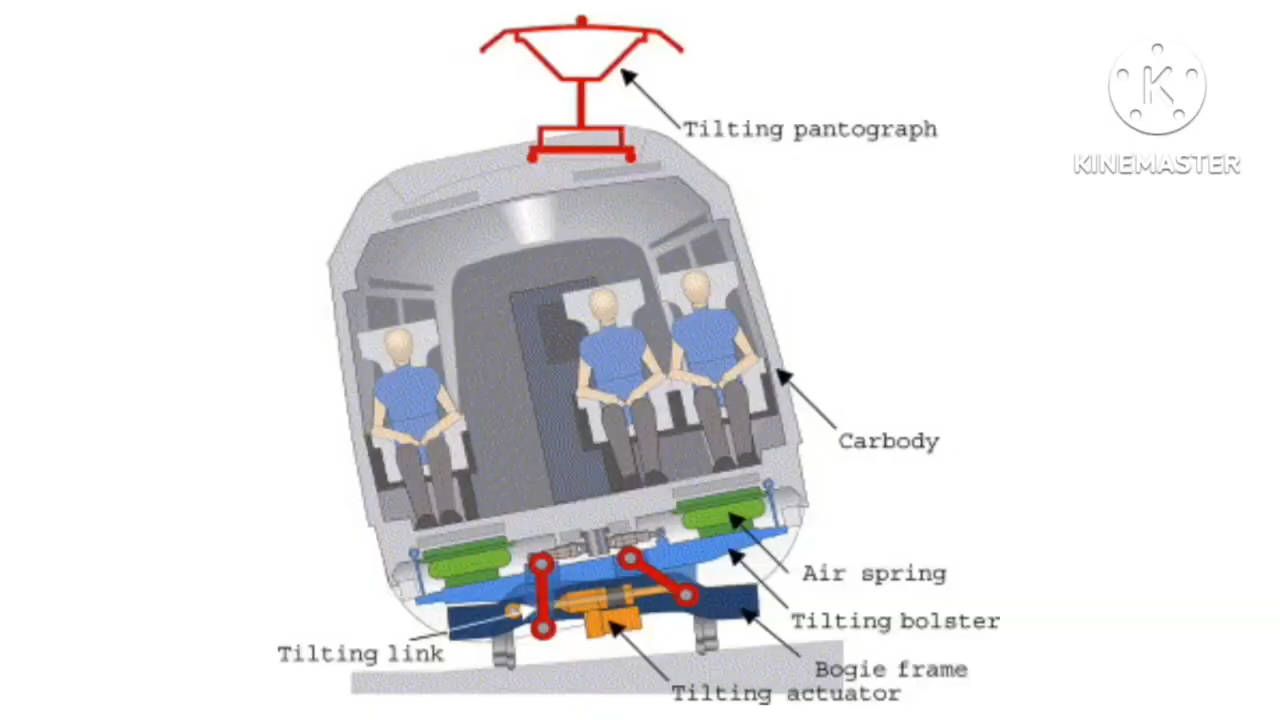 K
KINEMASTER
Tilting pantograph
Carbody
Air spring
Tilting bolster
Tilting link
Bogie frame
Tilting actuator